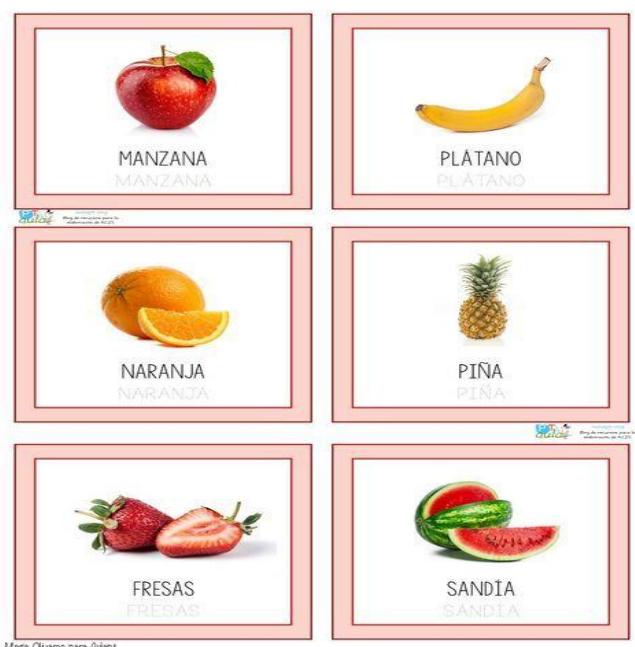 MANZANA
MANZANA
PLÁTANO
PLÁTANO
NARANJA
NARANJA
PIÑA
PIÑA
FRESAS
FRESAS
SANDÍA
SANDÍA